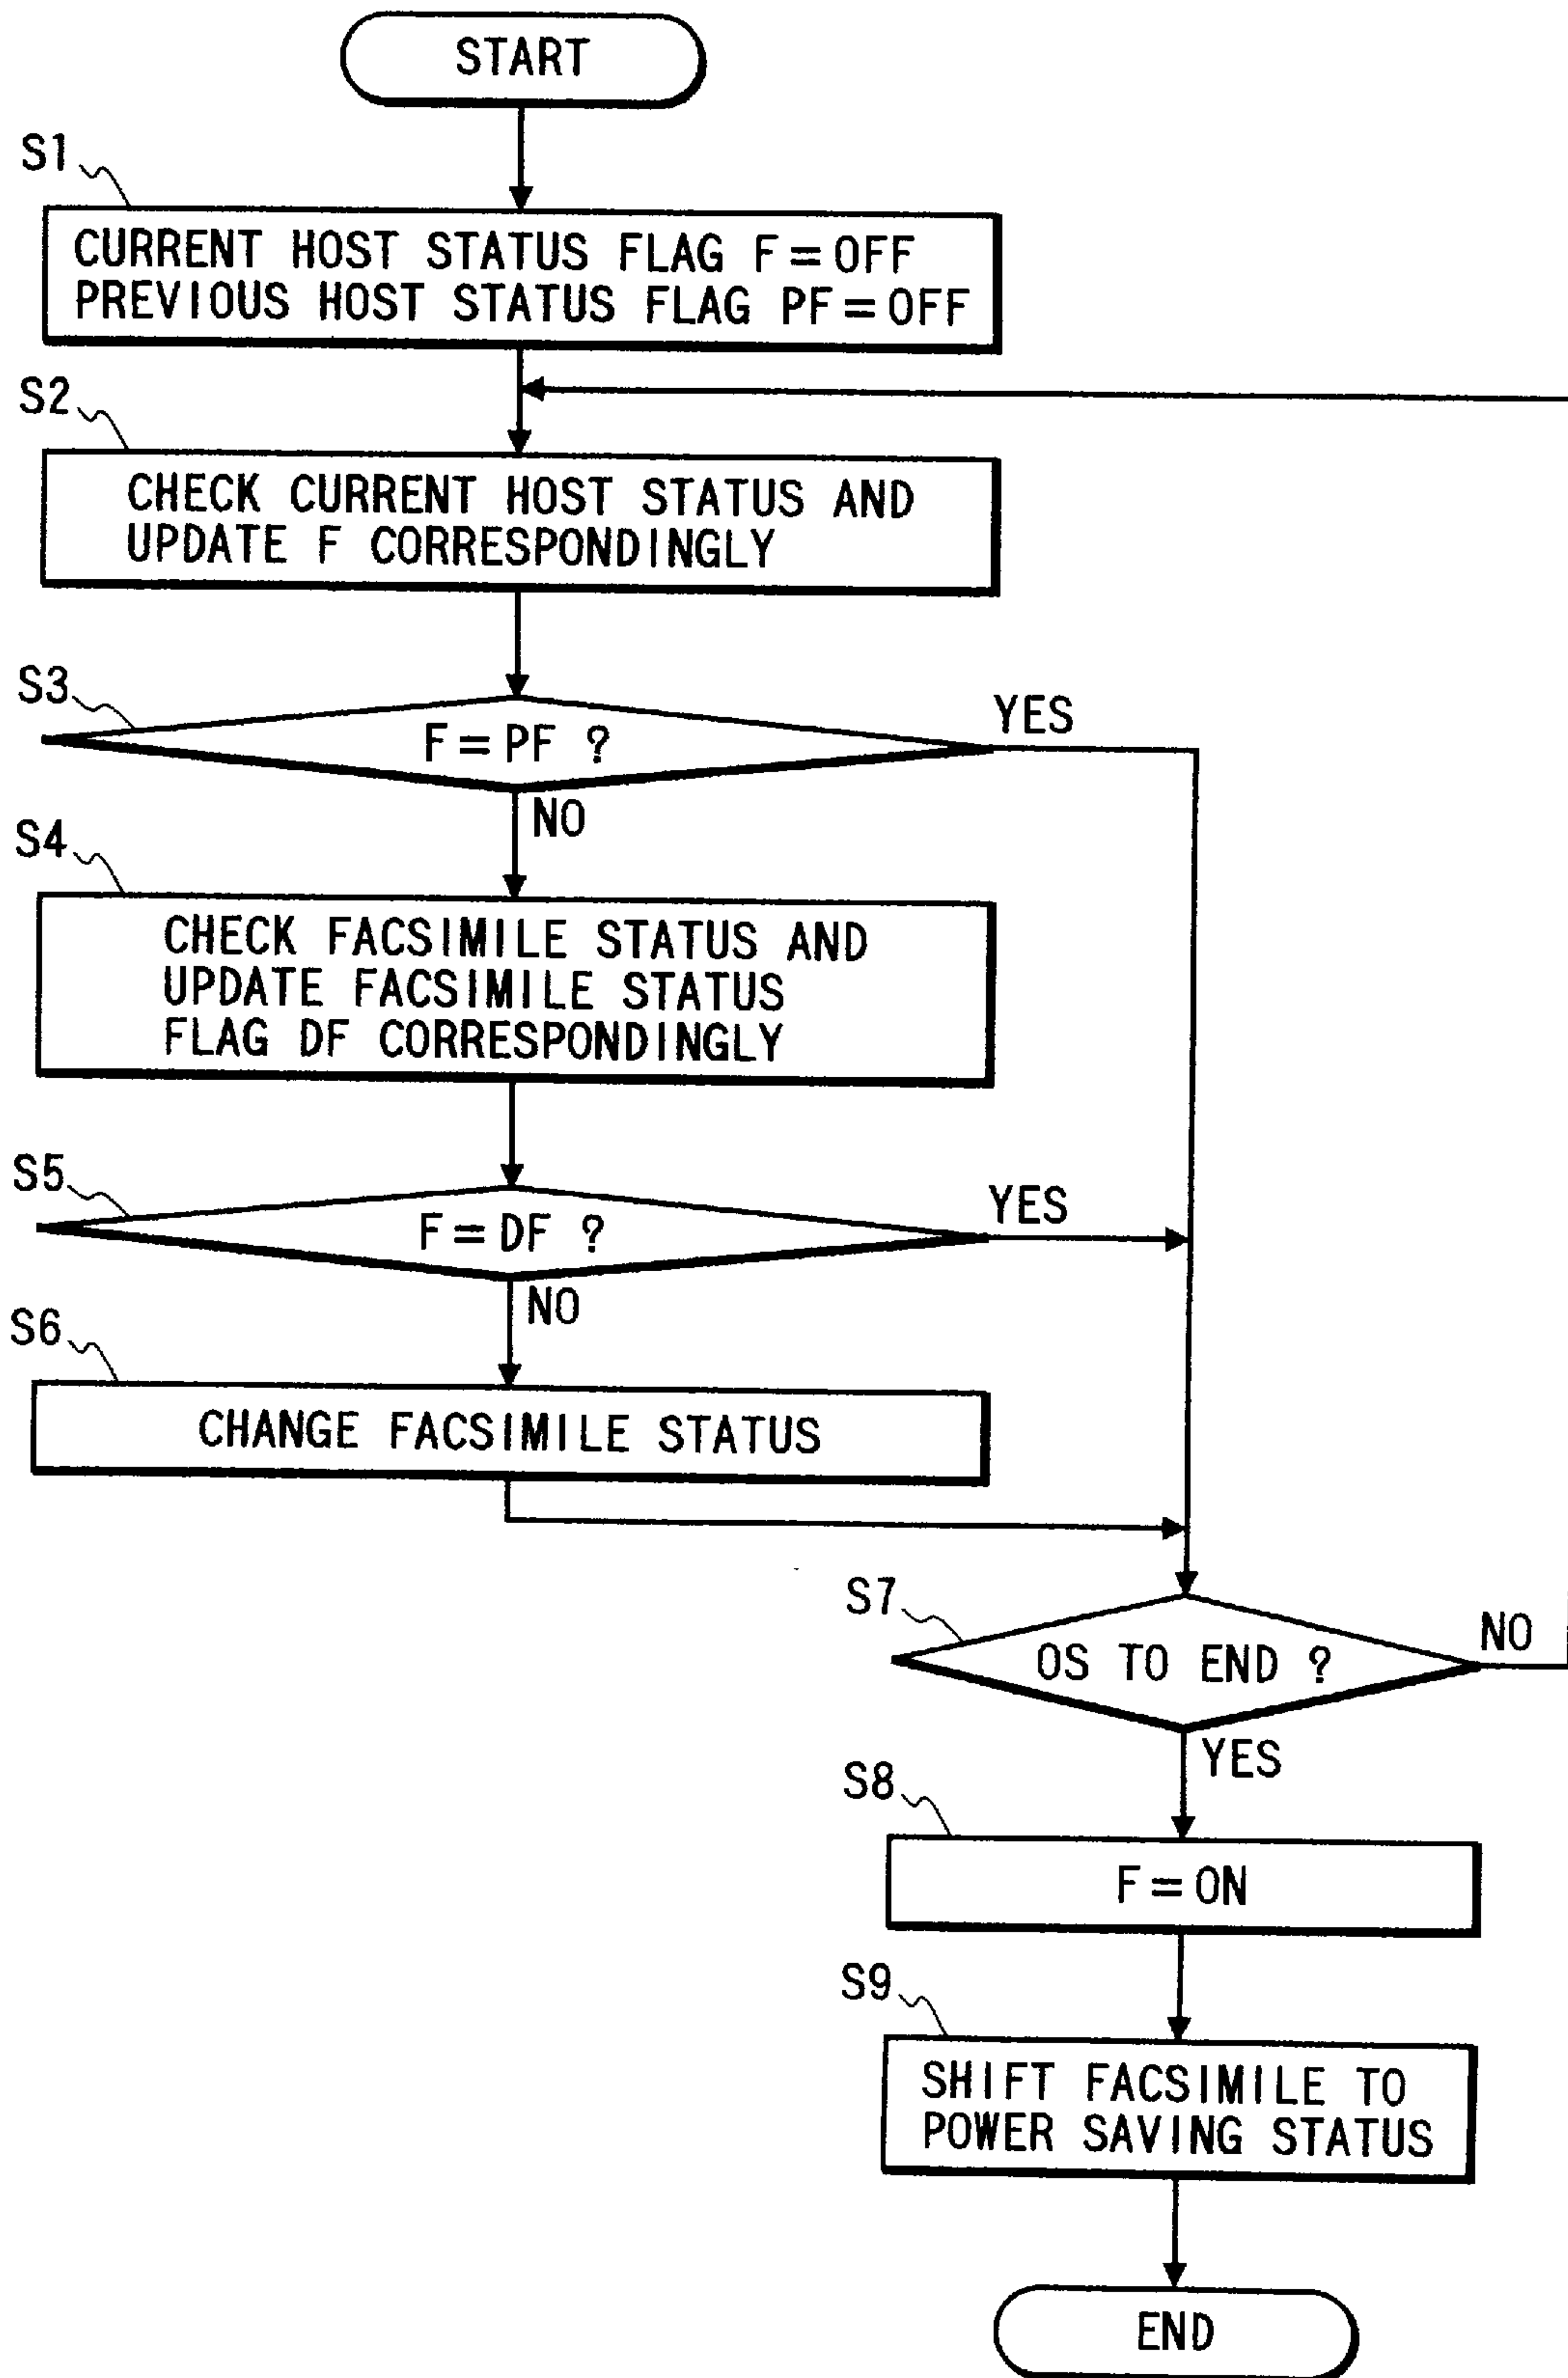 START
S1
CURRENT HOST STATUS FLAG F=OFF
PREVIOUS HOST STATUS FLAG PF=OFF
S2
CHECK CURRENT HOST STATUS AND
UPDATE F CORRESPONDINGLY
S3
F=PF ?
YES
NO
S4
CHECK FACSIMILE STATUS AND
UPDATE FACSIMILE STATUS
FLAG DF CORRESPONDINGLY
S5
F=DF ?
YES
NO
S6
CHANGE FACSIMILE STATUS
S7
OS TO END ?
NO
YES
S8
F=ON
S9
SHIFT FACSIMILE TO
POWER SAVING STATUS
END